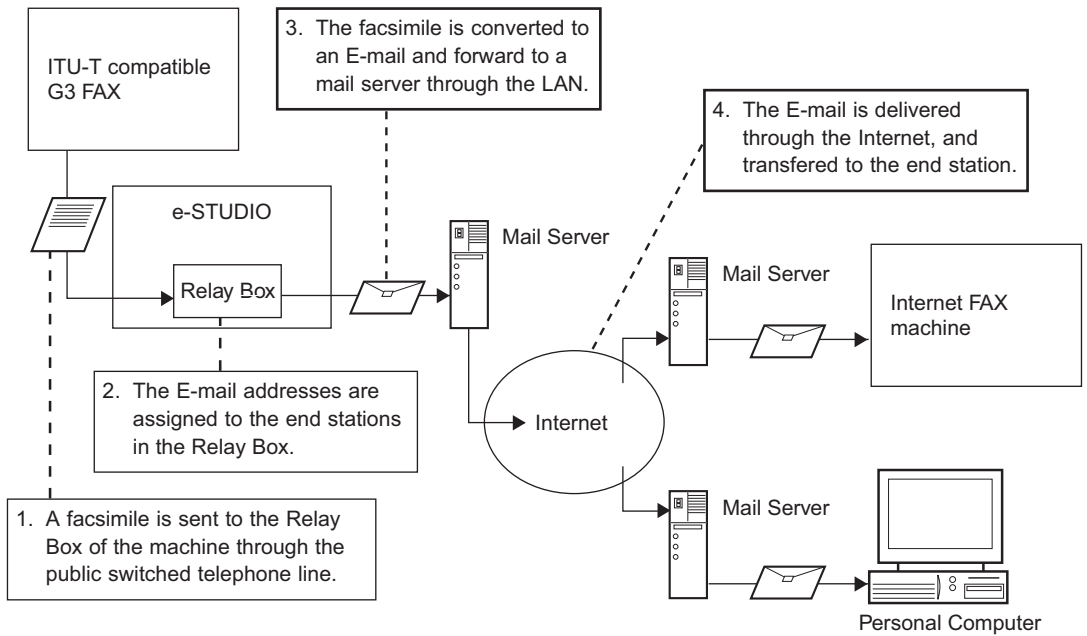 ITU-T compatible
G3 FAX
3. The facsimile is converted to
an E-mail and forward to a
mail server through the LAN.
4. The E-mail is delivered
through the Internet, and
transfered to the end station.
e-STUDIO
Relay Box
Mail Server
Mail Server
Internet FAX
machine
2. The E-mail addresses are
assigned to the end stations
in the Relay Box.
Internet
1. A facsimile is sent to the Relay
Box of the machine through the
public switched telephone line.
Mail Server
Personal Computer